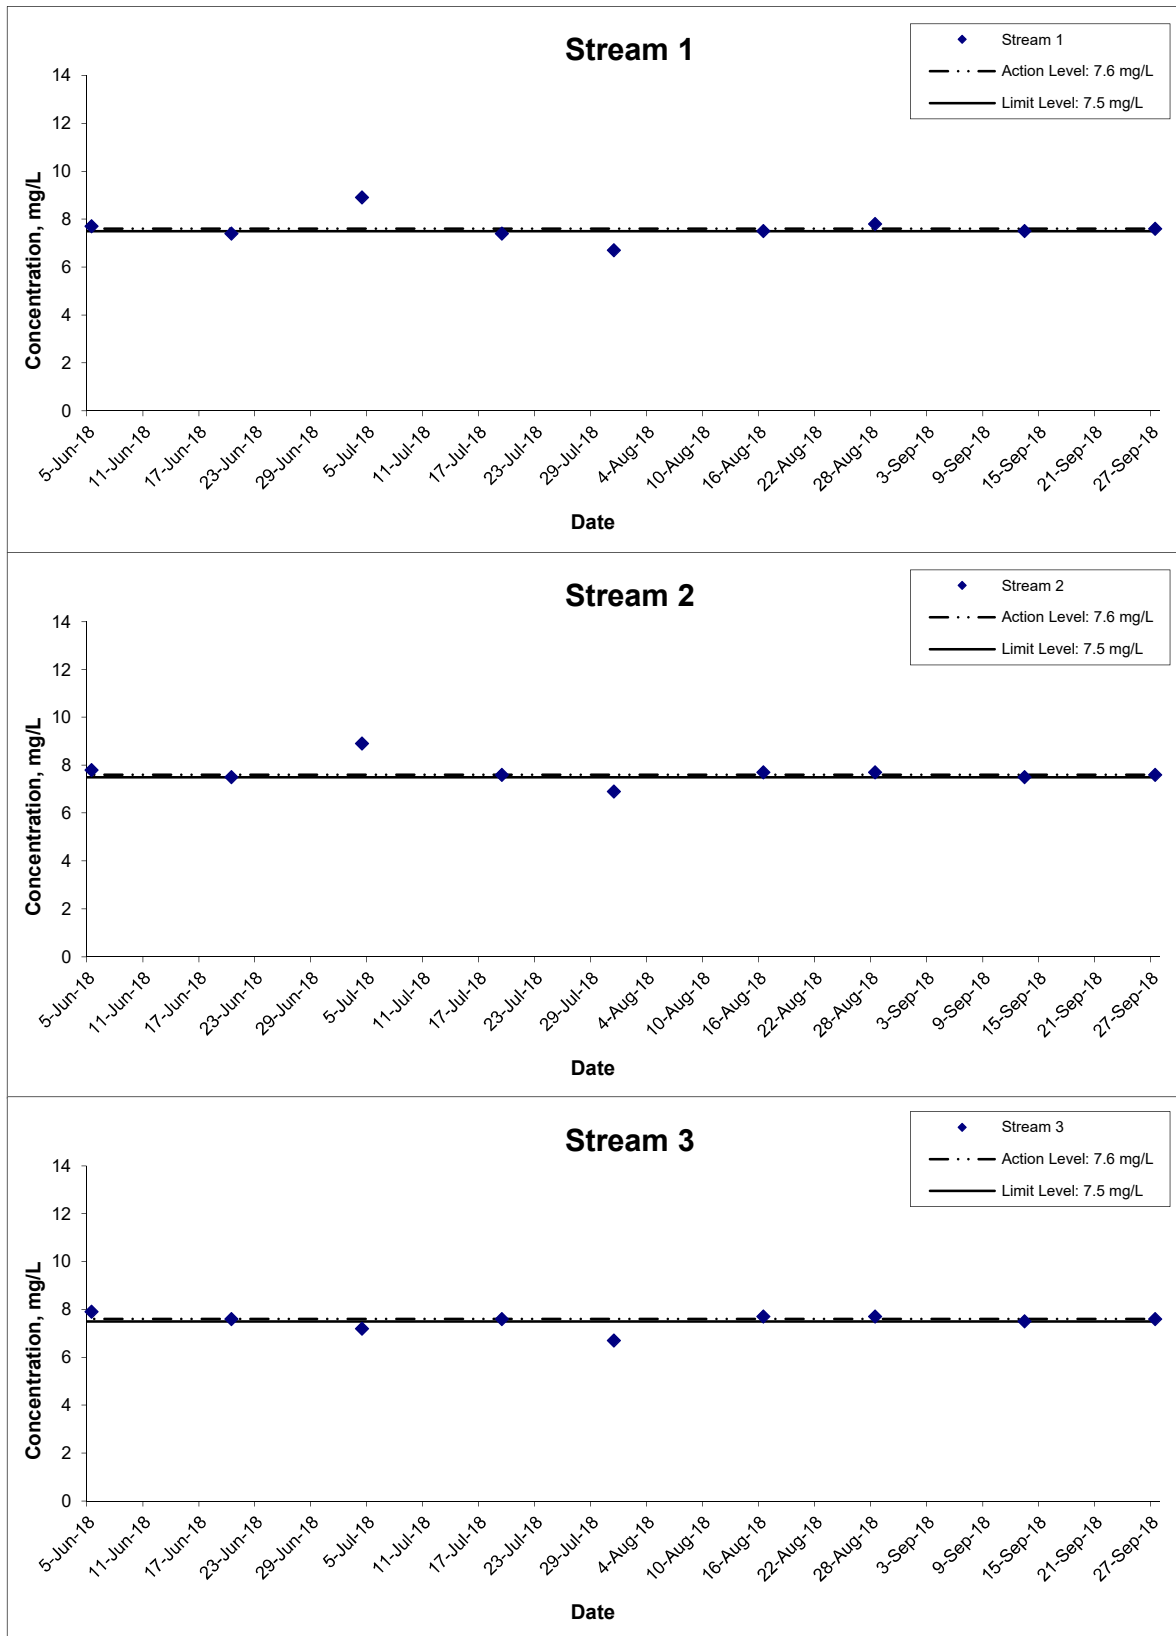 Stream 1
Stream 1
Action Level: 7.6 mg/L
Limit Level: 7.5 mg/L
Concentration, mg/L
14
12
10
8
6
4
2
0
5-Jun-18
11-Jun-18
17-Jun-18
23-Jun-18
29-Jun-18
5-Jul-18
11-Jul-18
17-Jul-18
23-Jul-18
29-Jul-18
4-Aug-18
10-Aug-18
16-Aug-18
22-Aug-18
28-Aug-18
3-Sep-18
9-Sep-18
15-Sep-18
21-Sep-18
27-Sep-18
Date
Stream 2
Stream 2
Action Level: 7.6 mg/L
Limit Level: 7.5 mg/L
Concentration, mg/L
14
12
10
8
6
4
2
0
5-Jun-18
11-Jun-18
17-Jun-18
23-Jun-18
29-Jun-18
5-Jul-18
11-Jul-18
17-Jul-18
23-Jul-18
29-Jul-18
4-Aug-18
10-Aug-18
16-Aug-18
22-Aug-18
28-Aug-18
3-Sep-18
9-Sep-18
15-Sep-18
21-Sep-18
27-Sep-18
Date
Stream 3
Stream 3
Action Level: 7.6 mg/L
Limit Level: 7.5 mg/L
Concentration, mg/L
14
12
10
8
6
4
2
0
5-Jun-18
11-Jun-18
17-Jun-18
23-Jun-18
29-Jun-18
5-Jul-18
11-Jul-18
17-Jul-18
23-Jul-18
29-Jul-18
4-Aug-18
10-Aug-18
16-Aug-18
22-Aug-18
28-Aug-18
3-Sep-18
9-Sep-18
15-Sep-18
21-Sep-18
27-Sep-18
Date